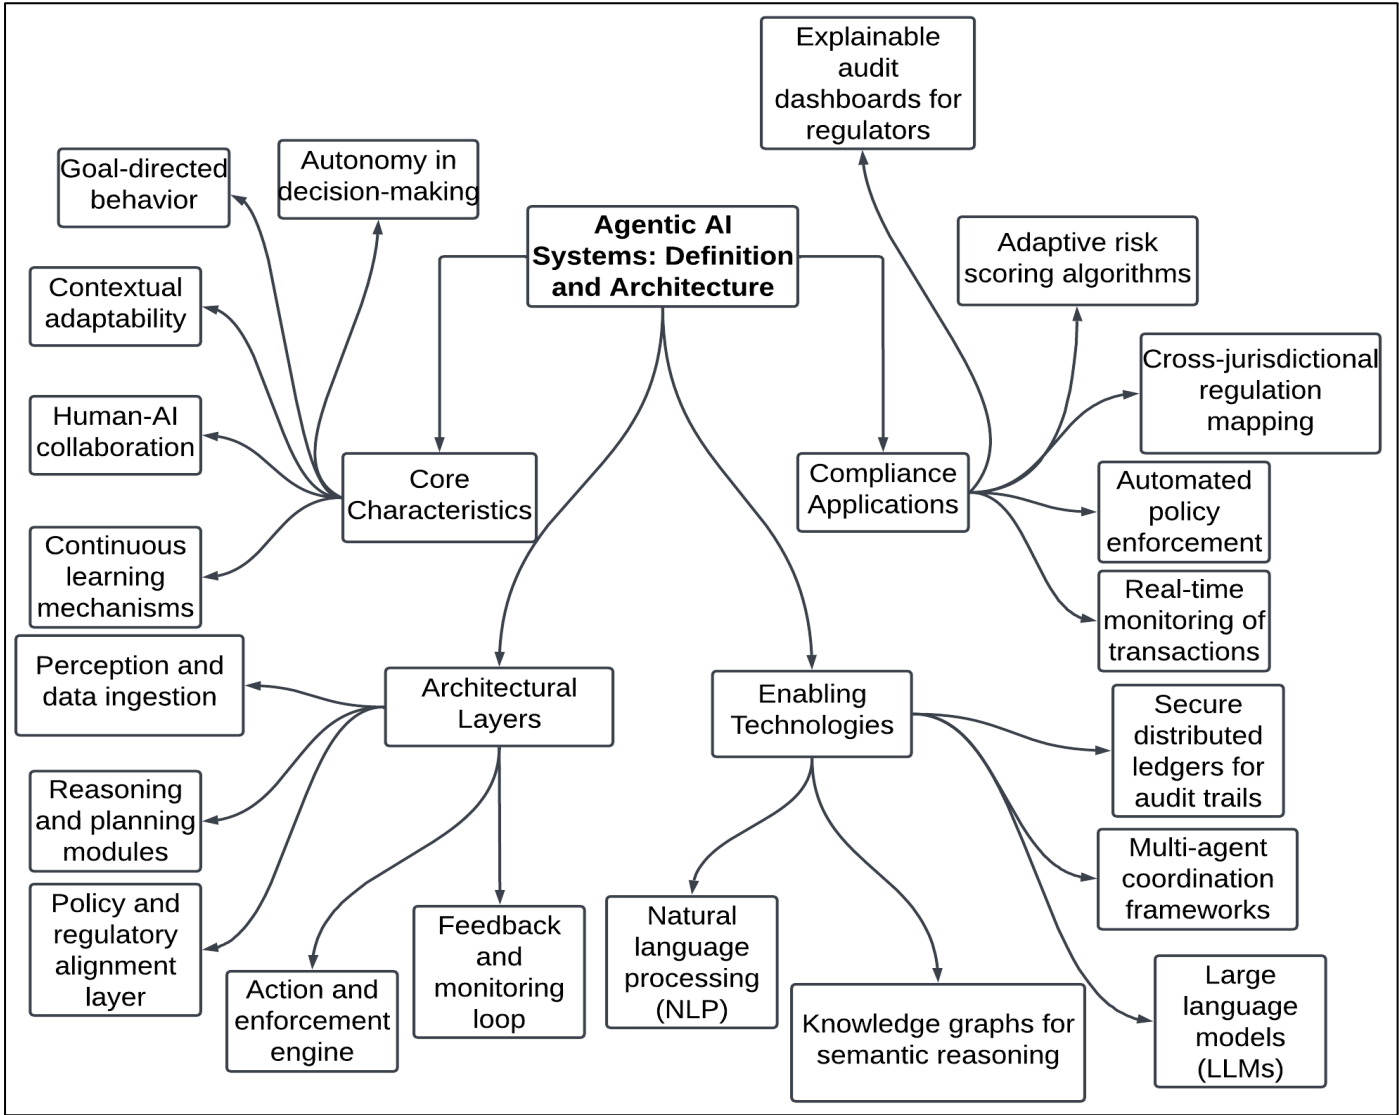 Agentic AI
Systems: Definition
and Architecture
Core
Characteristics
Autonomy in
decision-making
Goal-directed
behavior
Contextual
adaptability
Human-AI
collaboration
Continuous
learning
mechanisms
Architectural
Layers
Perception and
data ingestion
Reasoning
and planning
modules
Policy and
regulatory
alignment
layer
Action and
enforcement
engine
Feedback
and
monitoring
loop
Enabling
Technologies
Natural
language
processing
(NLP)
Knowledge graphs for
semantic reasoning
Large
language
models
(LLMs)
Multi-agent
coordination
frameworks
Secure
distributed
ledgers for
audit trails
Compliance
Applications
Real-time
monitoring of
transactions
Automated
policy
enforcement
Cross-jurisdictional
regulation
mapping
Adaptive risk
scoring algorithms
Explainable
audit
dashboards for
regulators